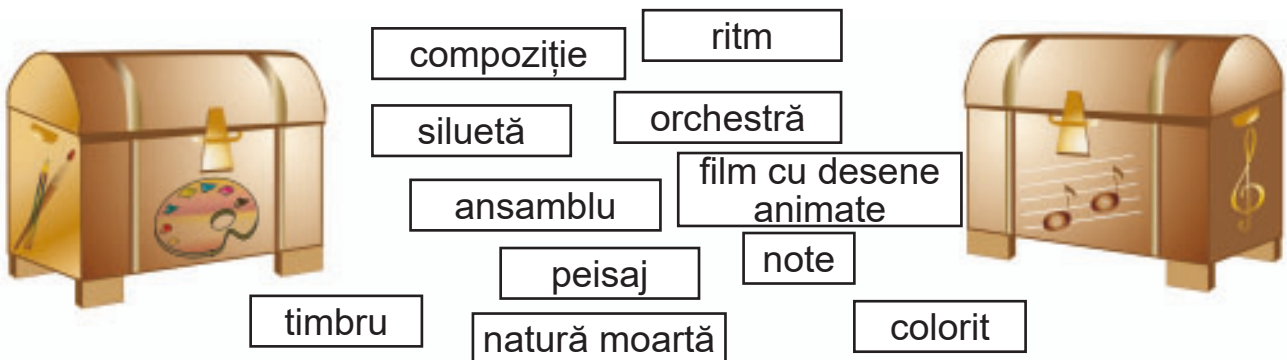 compoziție
ritm
siluetă
orchestră
ansamblu
film cu desene
animate
peisaj
note
timbru
natură moartă
colorit